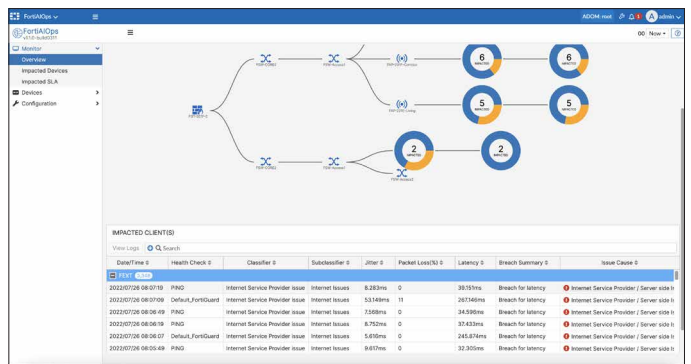 FortiAIOps
ADOM: root
admin
FortiAIOps
Now
Monitor
Overview
Impacted Devices
Impacted SLA
Devices
Configuration
6
IMPACTED
6
IMPACTED
5
IMPACTED
5
IMPACTED
2
IMPACTED
2
IMPACTED
IMPACTED CLIENT(S)
View Logs Search
Date/Time Health Check Classifier Subclassifier Jitter Packet Loss(%) Latency Breach Summary Issue Cause
FEXT
2022/07/26 08:07:19 PING Internet Service Provider issue Internet Issues 8.283ms 0 39.151ms Breach for latency Internet Service Provider / Server side Is
2022/07/26 08:07:09 Default_FortiGuard Internet Service Provider issue Internet Issues 53.149ms 11 267.146ms Breach for latency Internet Service Provider / Server side Is
2022/07/26 08:06:49 PING Internet Service Provider issue Internet Issues 7.568ms 0 34.596ms Breach for latency Internet Service Provider / Server side Is
2022/07/26 08:06:19 PING Internet Service Provider issue Internet Issues 8.752ms 0 37.433ms Breach for latency Internet Service Provider / Server side Is
2022/07/26 08:06:07 Default_FortiGuard Internet Service Provider issue Internet Issues 5.616ms 0 245.874ms Breach for latency Internet Service Provider / Server side Is
2022/07/26 08:05:49 PING Internet Service Provider issue Internet Issues 9.617ms 0 32.305ms Breach for latency Internet Service Provider / Server side Is